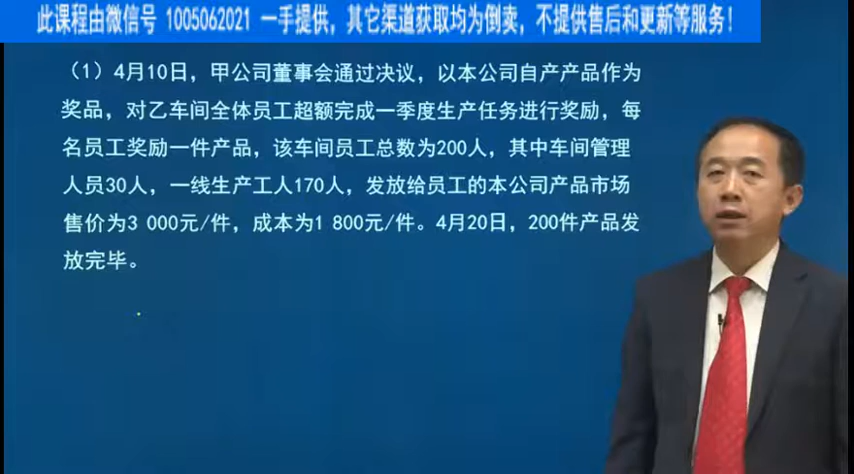 此课程由微信号 1005062021 一手提供，其它渠道获取均为倒卖，不提供售后和更新等服务！
（1）4月10日，甲公司董事会通过决议，以本公司自产产品作为
奖品，对乙车间全体员工超额完成一季度生产任务进行奖励，每
名员工奖励一件产品，该车间员工总数为200人，其中车间管理
人员30人，一线生产工人170人，发放给员工的本公司产品市场
售价为3 000元/件，成本为1 800元/件。4月20日，200件产品发
放完毕。